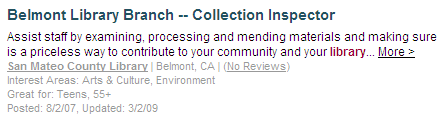 Belmont Library Branch -- Collection Inspector
Assist staff by examining, processing and mending materials and making sure
is a priceless way to contribute to your community and your library... More >
San Mateo County Library | Belmont, CA | (No Reviews)
Interest Areas: Arts & Culture, Environment
Great for: Teens, 55+
Posted: 8/2/07, Updated: 3/2/09